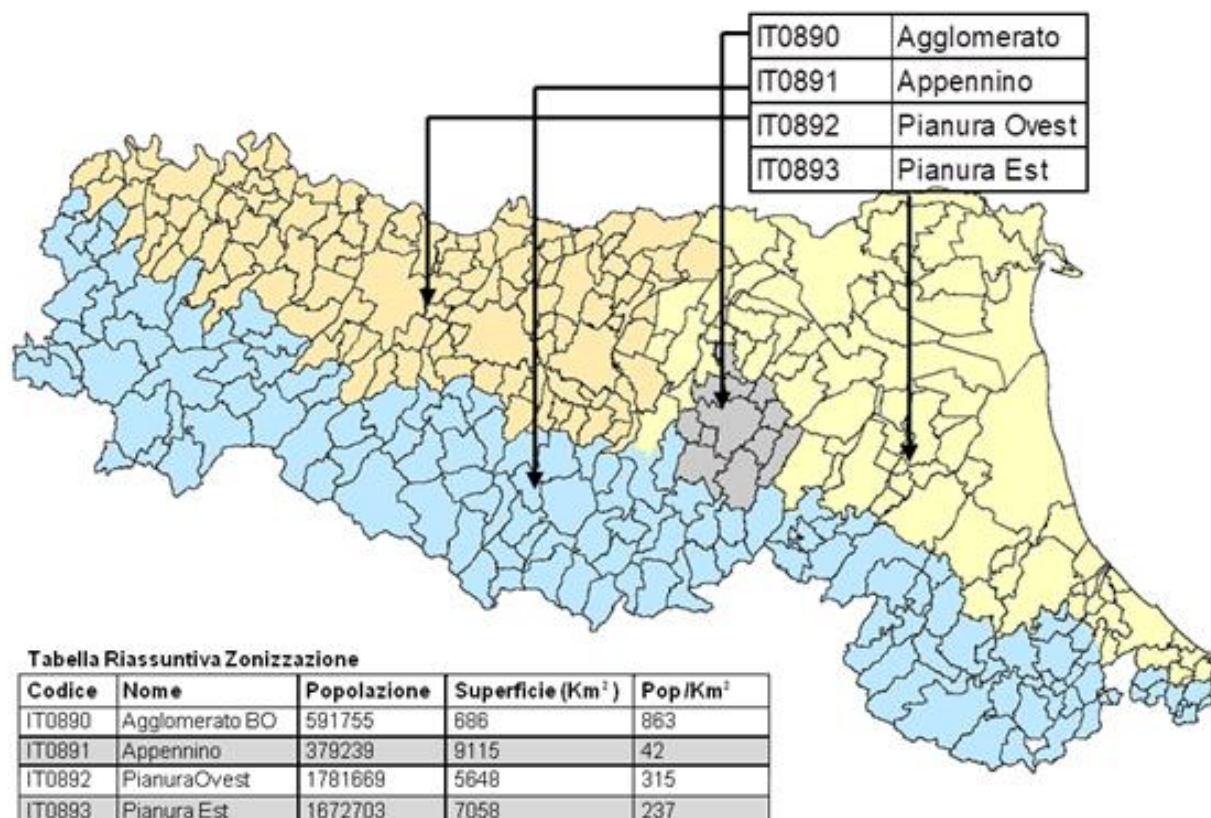 IT0890 Agglomerato
IT0891 Appennino
IT0892 Pianura Ovest
IT0893 Pianura Est
Tabella Riassuntiva Zonizzazione
Codice Nome Popolazione Superficie (Km²) Pop/Km²
IT0890 Agglomerato BO 591755 686 863
IT0891 Appennino 379239 9115 42
IT0892 PianuraOvest 1781669 5648 315
IT0893 Pianura Est 1672703 7058 237